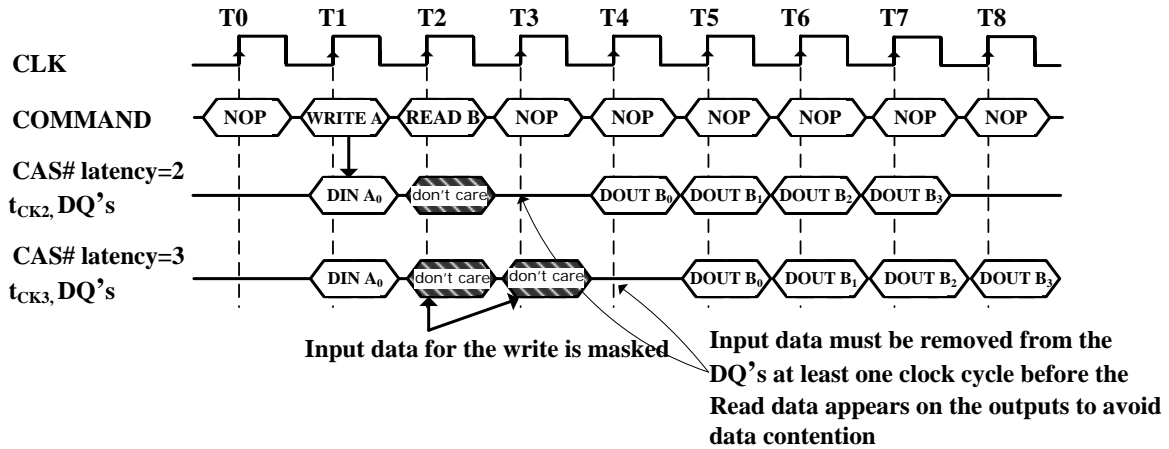 T0 T1 T2 T3 T4 T5 T6 T7 T8
CLK
COMMAND NOP WRITE A READ B NOP NOP NOP NOP NOP NOP
CAS# latency=2
tCK2, DQ's DIN A0 don't care DOUT B0 DOUT B1 DOUT B2 DOUT B3
CAS# latency=3
tCK3, DQ's DIN A0 don't care don't care DOUT B0 DOUT B1 DOUT B2 DOUT B3
Input data for the write is masked
Input data must be removed from the
DQ's at least one clock cycle before the
Read data appears on the outputs to avoid
data contention